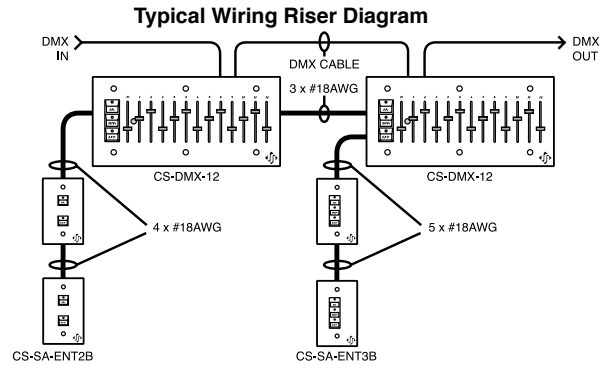 Typical Wiring Riser Diagram
DMX
IN
DMX
OUT
DMX CABLE
3 x #18AWG
CS-DMX-12
CS-DMX-12
4 x #18AWG
5 x #18AWG
CS-SA-ENT2B
CS-SA-ENT3B